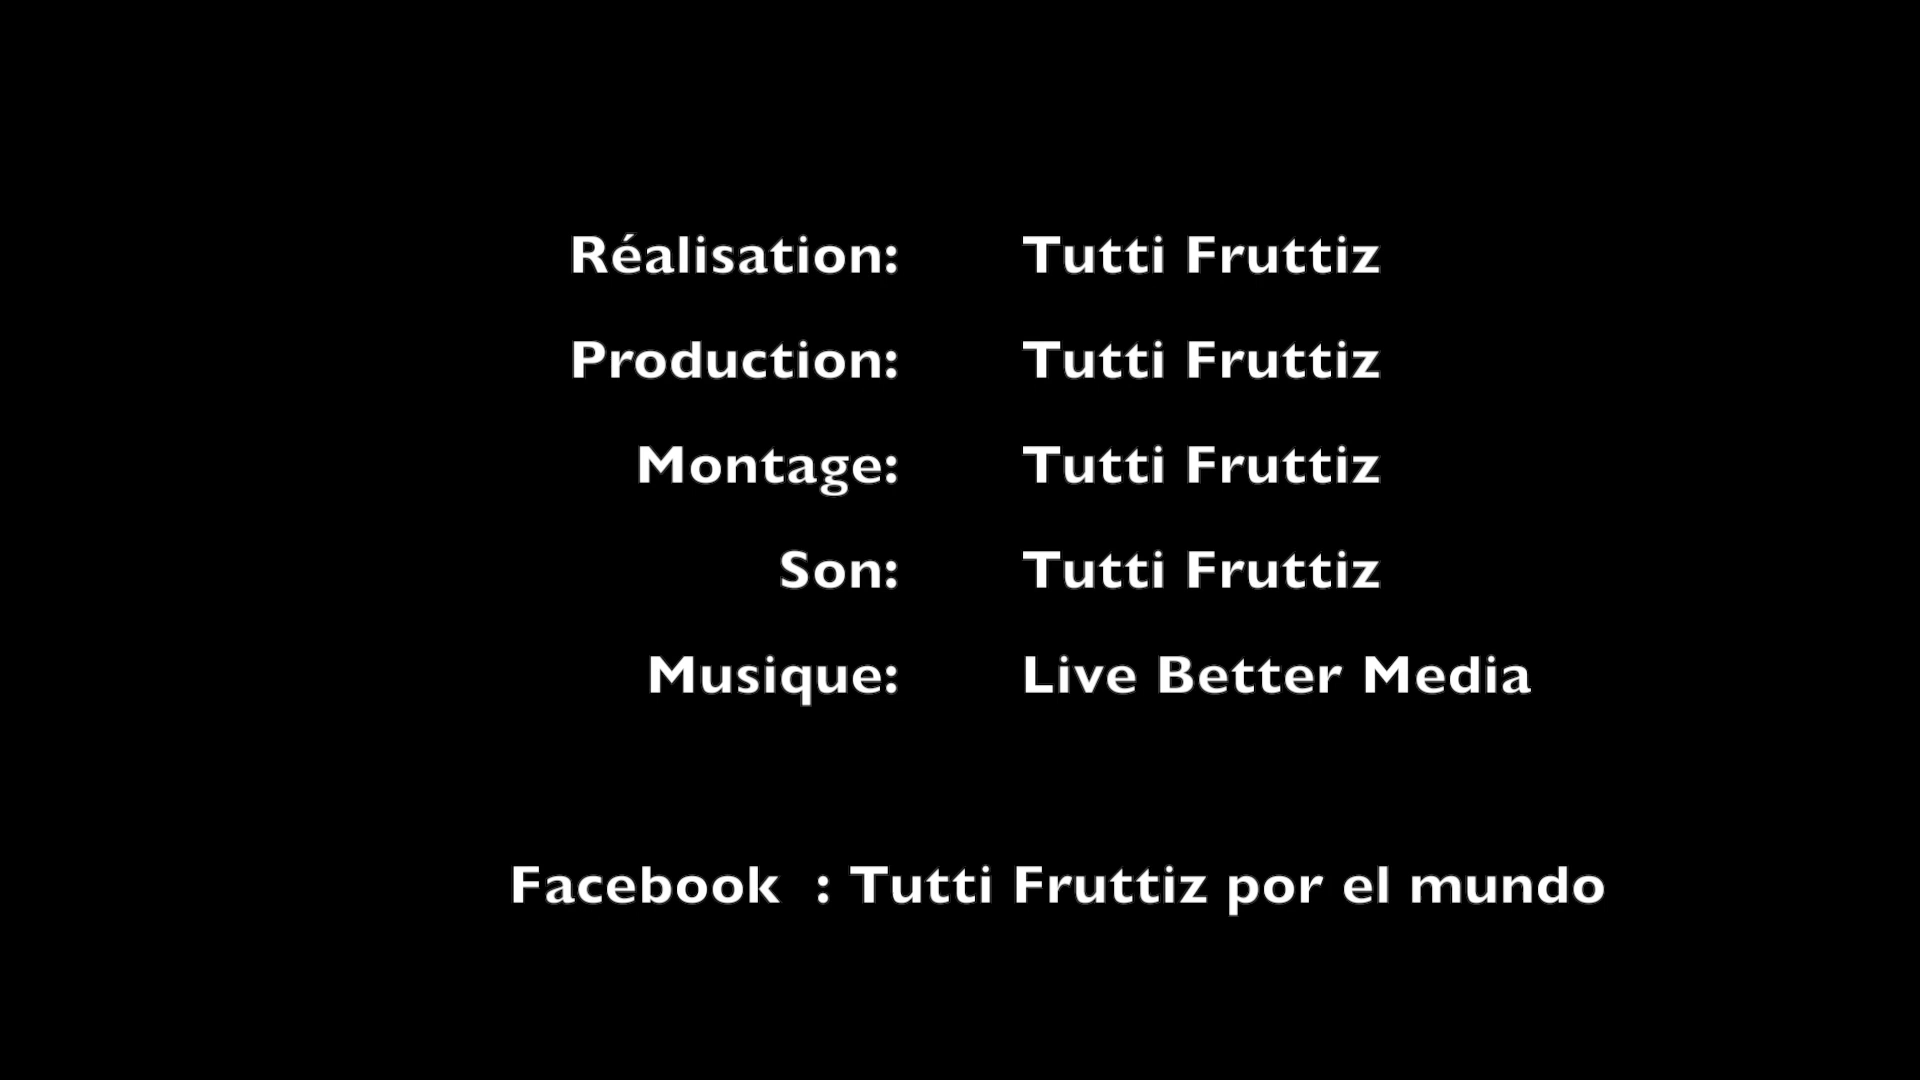 Réalisation: Tutti Fruttiz
Production: Tutti Fruttiz
Montage: Tutti Fruttiz
Son: Tutti Fruttiz
Musique: Live Better Media
Facebook : Tutti Fruttiz por el mundo